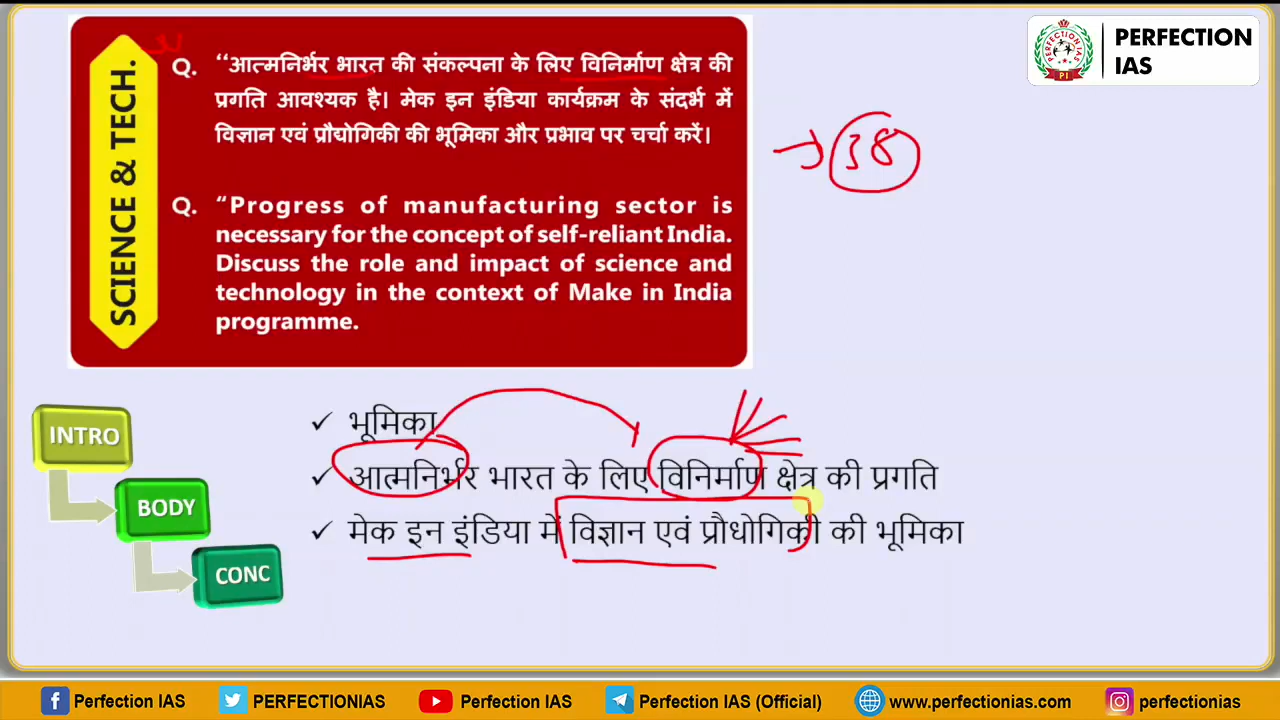 PERFECTION
IAS
PI
SCIENCE & TECH.
Q. ‘‘आत्मनिर्भर भारत की संकल्पना के लिए विनिर्माण क्षेत्र की
प्रगति आवश्यक है। मेक इन इंडिया कार्यक्रम के संदर्भ में
विज्ञान एवं प्रौद्योगिकी की भूमिका और प्रभाव पर चर्चा करें।
38
Q. “Progress of manufacturing sector is
necessary for the concept of self-reliant India.
Discuss the role and impact of science and
technology in the context of Make in India
programme.
INTRO
BODY
CONC
✓ भूमिका
✓ आत्मनिर्भर भारत के लिए विनिर्माण क्षेत्र की प्रगति
✓ मेक इन इंडिया में विज्ञान एवं प्रौधोगिकी की भूमिका
Perfection IAS PERFECTIONIAS Perfection IAS Perfection IAS (Official) www.perfectionias.com perfectionias